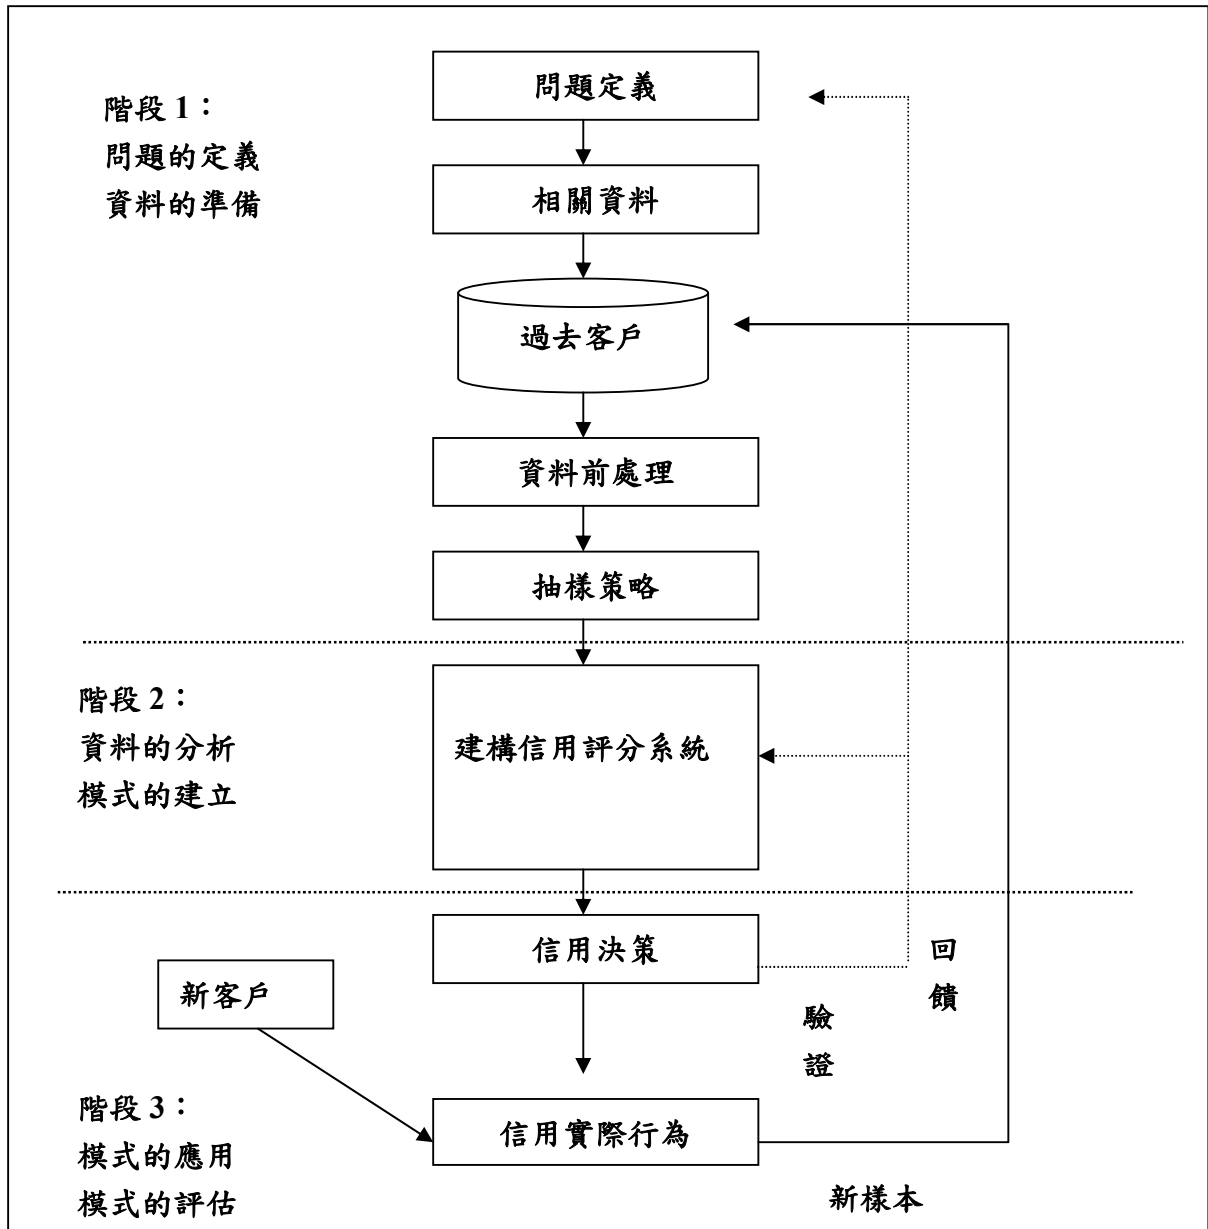 問題定義
階段 1：
問題的定義
資料的準備
相關資料
過去客戶
資料前處理
抽樣策略
階段 2：
資料的分析
模式的建立
建構信用評分系統
信用決策
回
饋
新客戶
驗
證
階段 3：
模式的應用
模式的評估
信用實際行為
新樣本